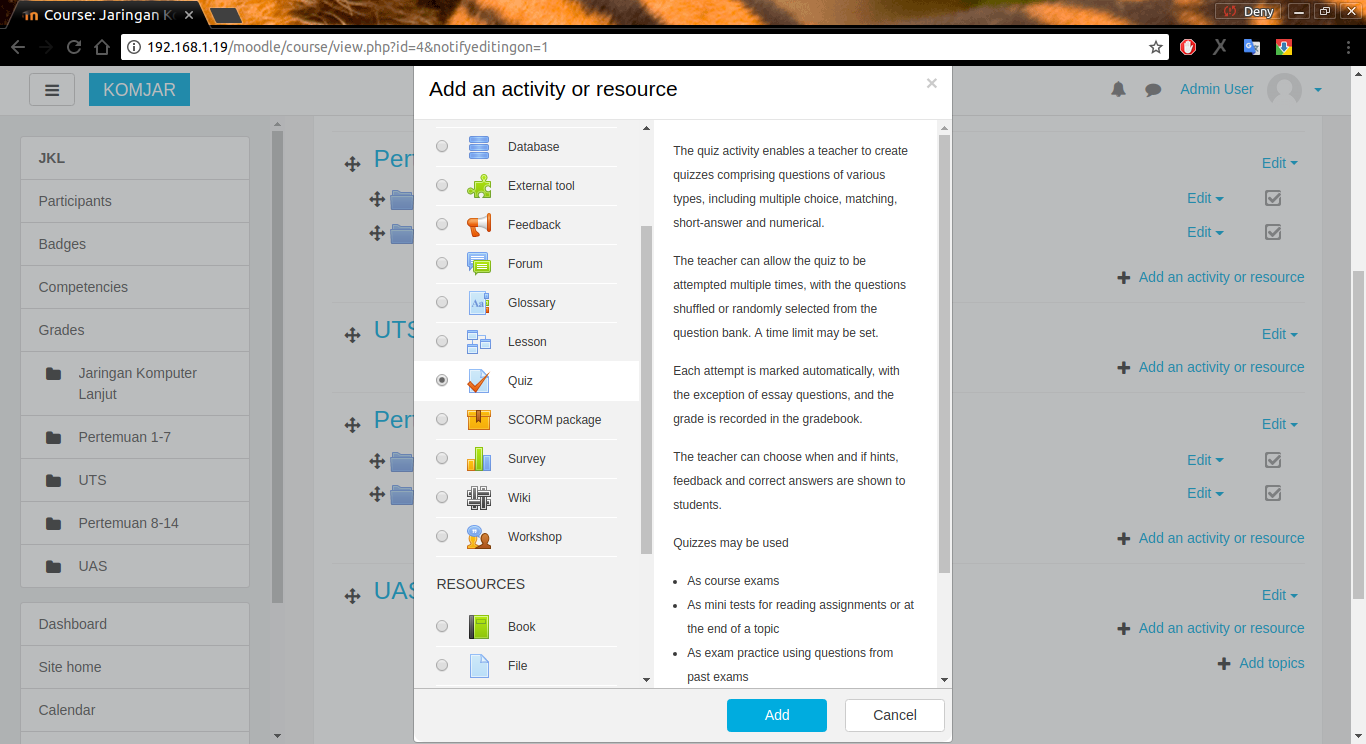 Course: Jaringan K
Deny
192.168.1.19/moodle/course/view.php?id=4&notifyeditingon=1
KOMJAR
Admin User
JKL
Participants
Badges
Competencies
Grades
Jaringan Komputer
Lanjut
Pertemuan 1-7
UTS
Pertemuan 8-14
UAS
Dashboard
Site home
Calendar
Add an activity or resource
×
Database
External tool
Feedback
Forum
Glossary
Lesson
Quiz
SCORM package
Survey
Wiki
Workshop
RESOURCES
Book
File
The quiz activity enables a teacher to create
quizzes comprising questions of various
types, including multiple choice, matching,
short-answer and numerical.
The teacher can allow the quiz to be
attempted multiple times, with the questions
shuffled or randomly selected from the
question bank. A time limit may be set.
Each attempt is marked automatically, with
the exception of essay questions, and the
grade is recorded in the gradebook.
The teacher can choose when and if hints,
feedback and correct answers are shown to
students.
Quizzes may be used
• As course exams
• As mini tests for reading assignments or at
the end of a topic
• As exam practice using questions from
past exams
Add
Cancel
Per
Edit
Edit
Edit
Add an activity or resource
UTS
Edit
Add an activity or resource
Per
Edit
Edit
Edit
Add an activity or resource
UAS
Edit
Add an activity or resource
Add topics